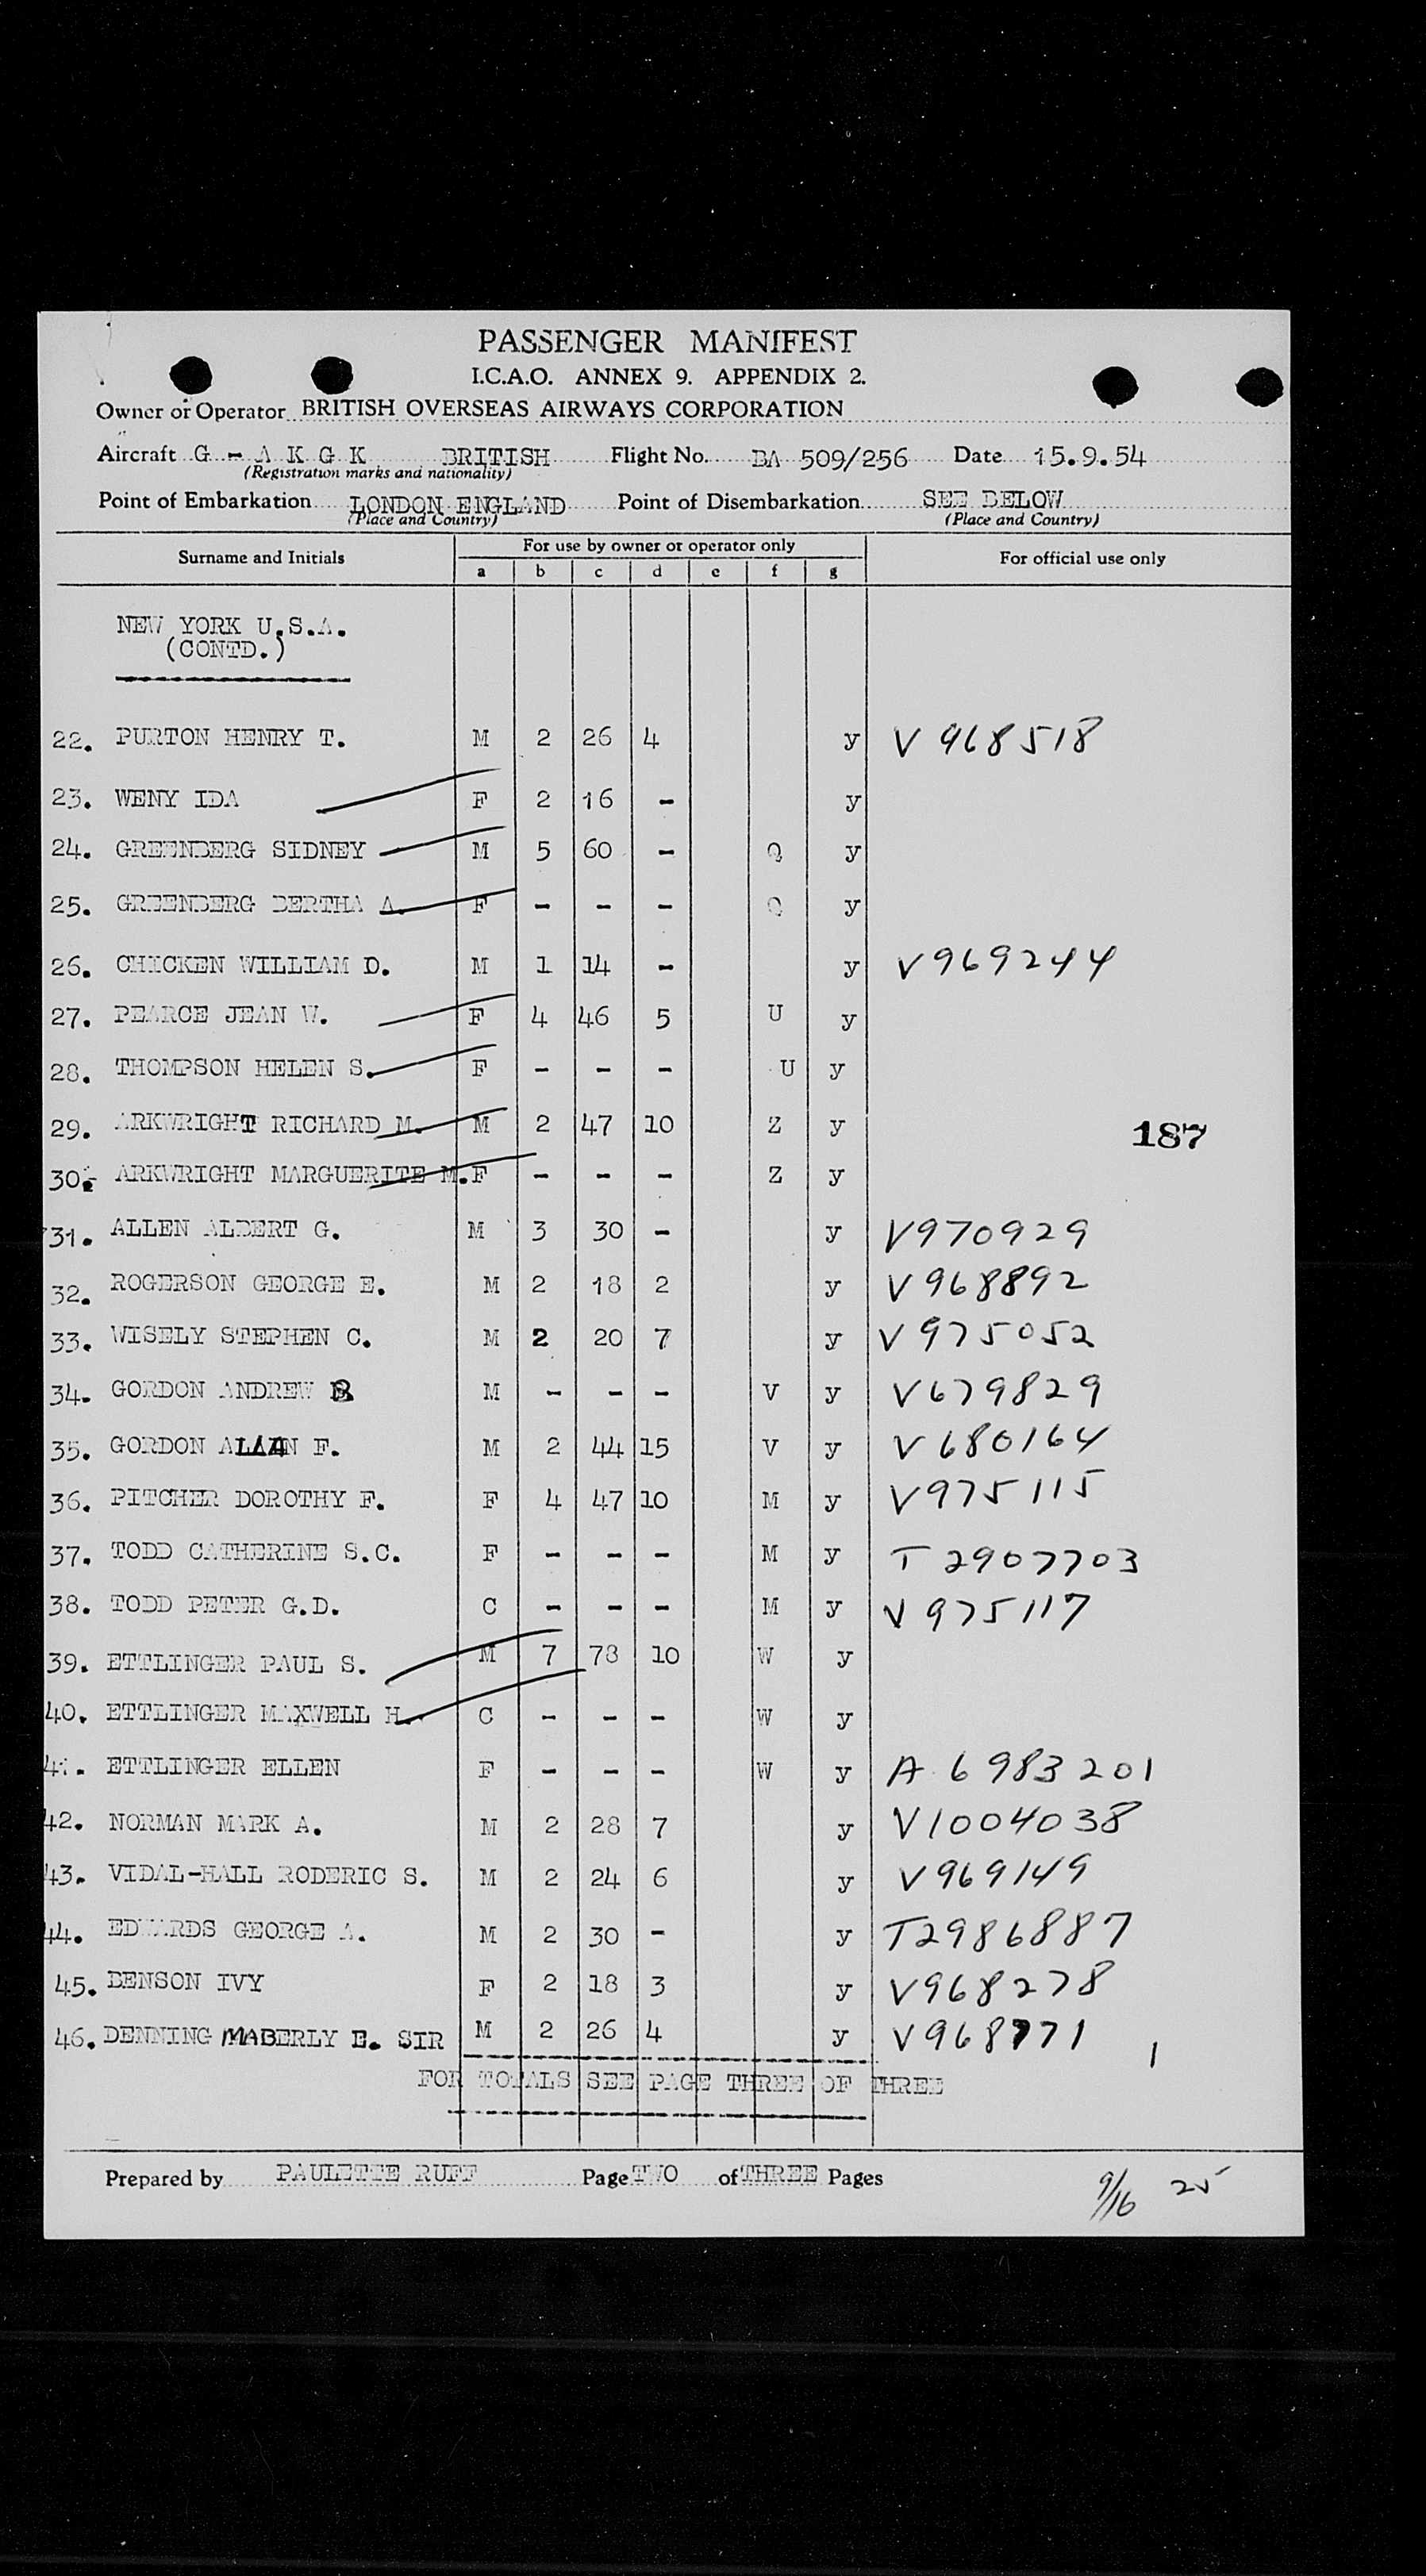 PASSENGER MANIFEST
I.C.A.O. ANNEX 9. APPENDIX 2.
Owner or Operator BRITISH OVERSEAS AIRWAYS CORPORATION
Aircraft G - A K G K BRITISH Flight No. BA 509/256 Date 15.9.54
(Registration marks and nationality)
Point of Embarkation LONDON ENGLAND Point of Disembarkation SEE BELOW
(Place and Country) (Place and Country)
Surname and Initials For use by owner or operator only For official use only
a b c d e f g
NEW YORK U.S.A.
(CONTD.)
22. PURTON HENRY T. M 2 26 4 y V 968518
23. WENY IDA F 2 16 - y
24. GREENBERG SIDNEY M 5 60 - Q y
25. GREENBERG BERTHA A. F - - - Q y
26. CHICKEN WILLIAM D. M 1 14 - y V969244
27. PEARCE JEAN W. F 4 46 5 U y
28. THOMPSON HELEN S. F - - - U y
29. ARKWRIGHT RICHARD M. M 2 47 10 Z y 187
30. ARKWRIGHT MARGUERITE M. F - - - Z y
31. ALLEN ALBERT G. M 3 30 - y V970929
32. ROGERSON GEORGE E. M 2 18 2 y V968892
33. WISELY STEPHEN C. M 2 20 7 y V975052
34. GORDON ANDREW M - - - V y V679829
35. GORDON F. M 2 44 15 V y V680164
36. PITCHER DOROTHY F. F 4 47 10 M y V975115
37. TODD CATHERINE S.C. F - - - M y T 2907703
38. TODD PETER G.D. C - - - M y V 975117
39. ETTLINGER PAUL S. M 7 78 10 W y
40. ETTLINGER MAXWELL H. C - - - W y
41. ETTLINGER ELLEN F - - - W y A 6983201
42. NORMAN MARK A. M 2 28 7 y V1004038
43. VIDAL-HALL RODERIC S. M 2 24 6 y V969149
44. EDWARDS GEORGE A. M 2 30 - y T2986887
45. DENSON IVY F 2 18 3 y V968278
46. DENNING MABERLY E. SIR M 2 26 4 y V968771 1
FOR TOTALS SEE PAGE THREE OF THREE
Prepared by PAULETTE RUFF Page TWO of THREE Pages 9/16 25